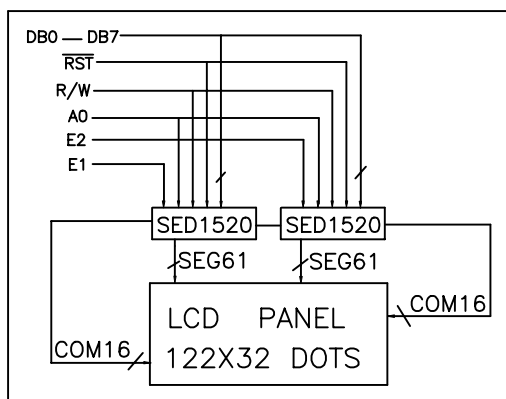 DB0 — DB7
RST
R/W
A0
E2
E1
SED1520 SED1520
SEG61 SEG61
LCD PANEL COM16
COM16 122X32 DOTS